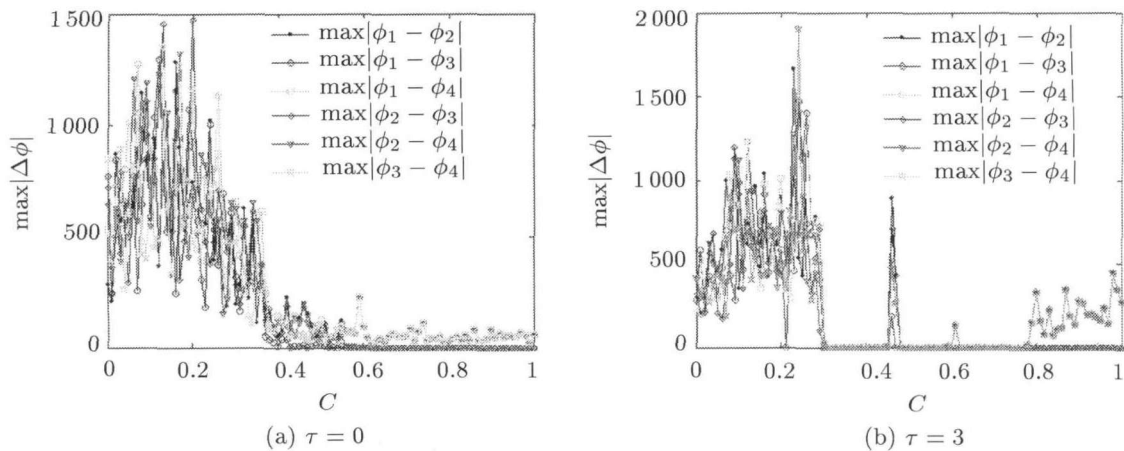 1 500
1 000
500
0
max|Δϕ|
max|ϕ₁ − ϕ₂|
max|ϕ₁ − ϕ₃|
max|ϕ₁ − ϕ₄|
max|ϕ₂ − ϕ₃|
max|ϕ₂ − ϕ₄|
max|ϕ₃ − ϕ₄|
0 0.2 0.4 0.6 0.8 1
C
(a) τ = 0
2 000
1 500
1 000
500
0
max|Δϕ|
max|ϕ₁ − ϕ₂|
max|ϕ₁ − ϕ₃|
max|ϕ₁ − ϕ₄|
max|ϕ₂ − ϕ₃|
max|ϕ₂ − ϕ₄|
max|ϕ₃ − ϕ₄|
0 0.2 0.4 0.6 0.8 1
C
(b) τ = 3